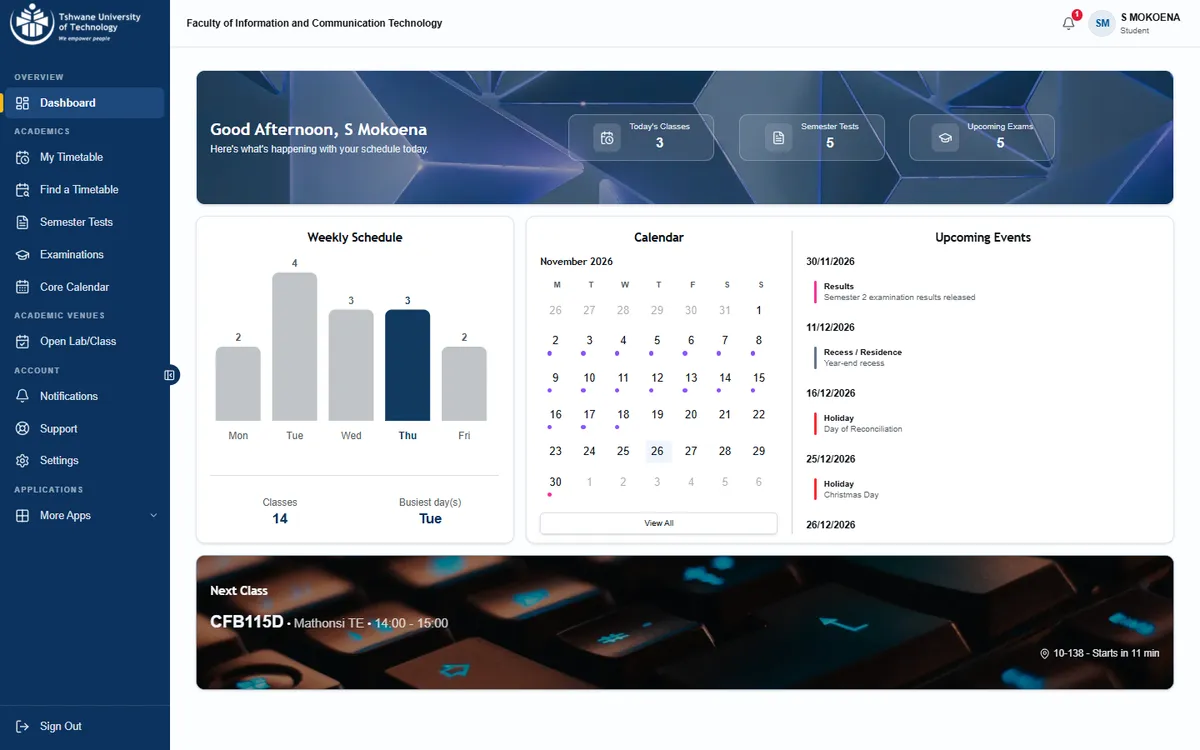 Tshwane University
of Technology
We empower people
OVERVIEW
Dashboard
ACADEMICS
My Timetable
Find a Timetable
Semester Tests
Examinations
Core Calendar
ACADEMIC VENUES
Open Lab/Class
ACCOUNT
Notifications
Support
Settings
APPLICATIONS
More Apps
Sign Out
Faculty of Information and Communication Technology
1
SM
S MOKOENA
Student
Good Afternoon, S Mokoena
Here's what's happening with your schedule today.
Today's Classes
3
Semester Tests
5
Upcoming Exams
5
Weekly Schedule
2 4 3 3 2
Mon Tue Wed Thu Fri
Classes
14
Busiest day(s)
Tue
Calendar
November 2026
M T W T F S S
26 27 28 29 30 31 1
2 3 4 5 6 7 8
9 10 11 12 13 14 15
16 17 18 19 20 21 22
23 24 25 26 27 28 29
30 1 2 3 4 5 6
View All
Upcoming Events
30/11/2026
Results
Semester 2 examination results released
11/12/2026
Recess / Residence
Year-end recess
16/12/2026
Holiday
Day of Reconciliation
25/12/2026
Holiday
Christmas Day
26/12/2026
Next Class
CFB115D • Mathonsi TE • 14:00 - 15:00
10-138 - Starts in 11 min